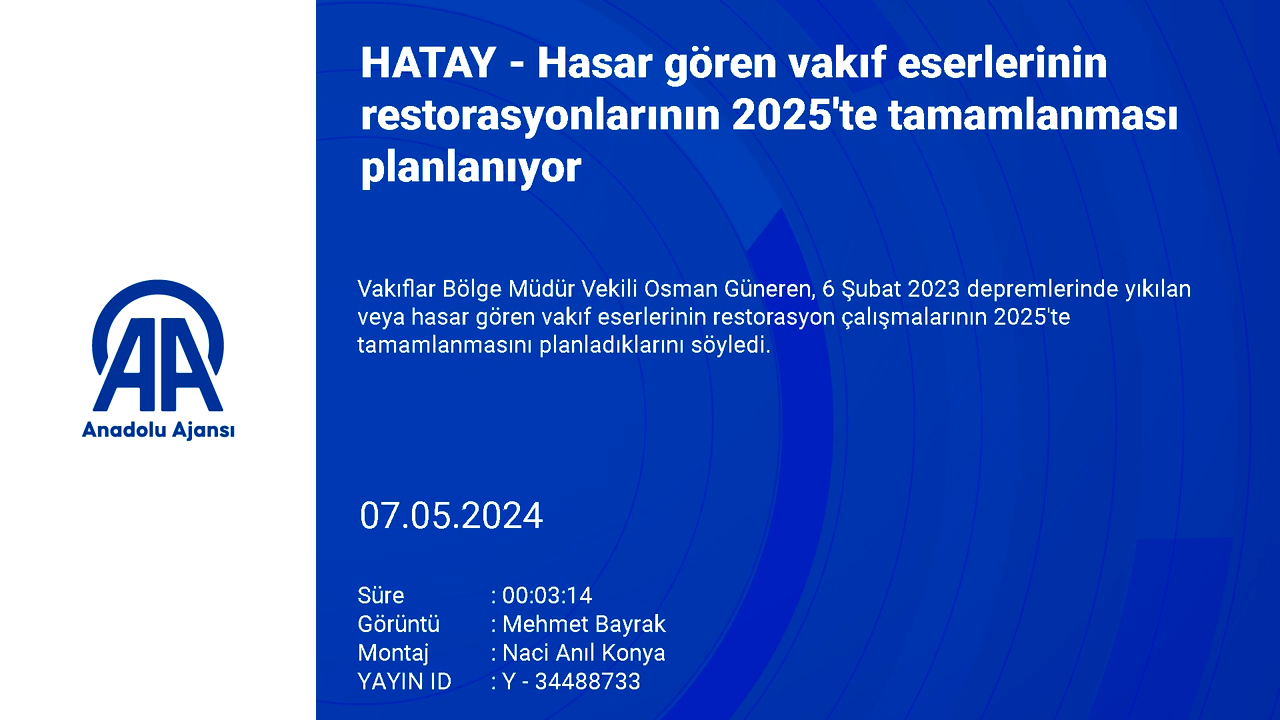 HATAY - Hasar gören vakıf eserlerinin
restorasyonlarının 2025'te tamamlanması
planlanıyor
Vakıflar Bölge Müdür Vekili Osman Güneren, 6 Şubat 2023 depremlerinde yıkılan
veya hasar gören vakıf eserlerinin restorasyon çalışmalarının 2025'te
tamamlanmasını planladıklarını söyledi.
AA
Anadolu Ajansı
07.05.2024
Süre : 00:03:14
Görüntü : Mehmet Bayrak
Montaj : Naci Anıl Konya
YAYIN ID : Y - 34488733